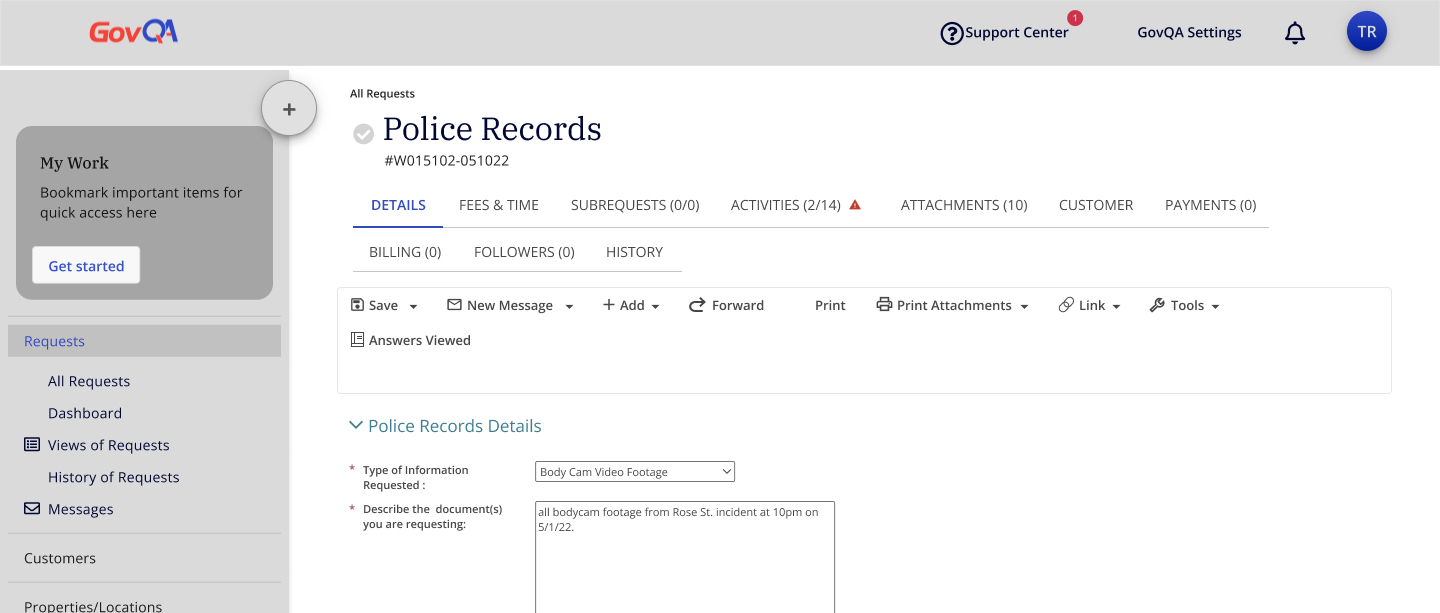 GovQA
Support Center
1
GovQA Settings
TR
+
My Work
Bookmark important items for
quick access here
Get started
Requests
All Requests
Dashboard
Views of Requests
History of Requests
Messages
Customers
Properties/Locations
All Requests
Police Records
#W015102-051022
DETAILS FEES & TIME SUBREQUESTS (0/0) ACTIVITIES (2/14) ATTACHMENTS (10) CUSTOMER PAYMENTS (0)
BILLING (0) FOLLOWERS (0) HISTORY
Save New Message Add Forward Print Print Attachments Link Tools
Answers Viewed
Police Records Details
* Type of Information
Requested :
Body Cam Video Footage
* Describe the document(s)
you are requesting:
all bodycam footage from Rose St. incident at 10pm on
5/1/22.